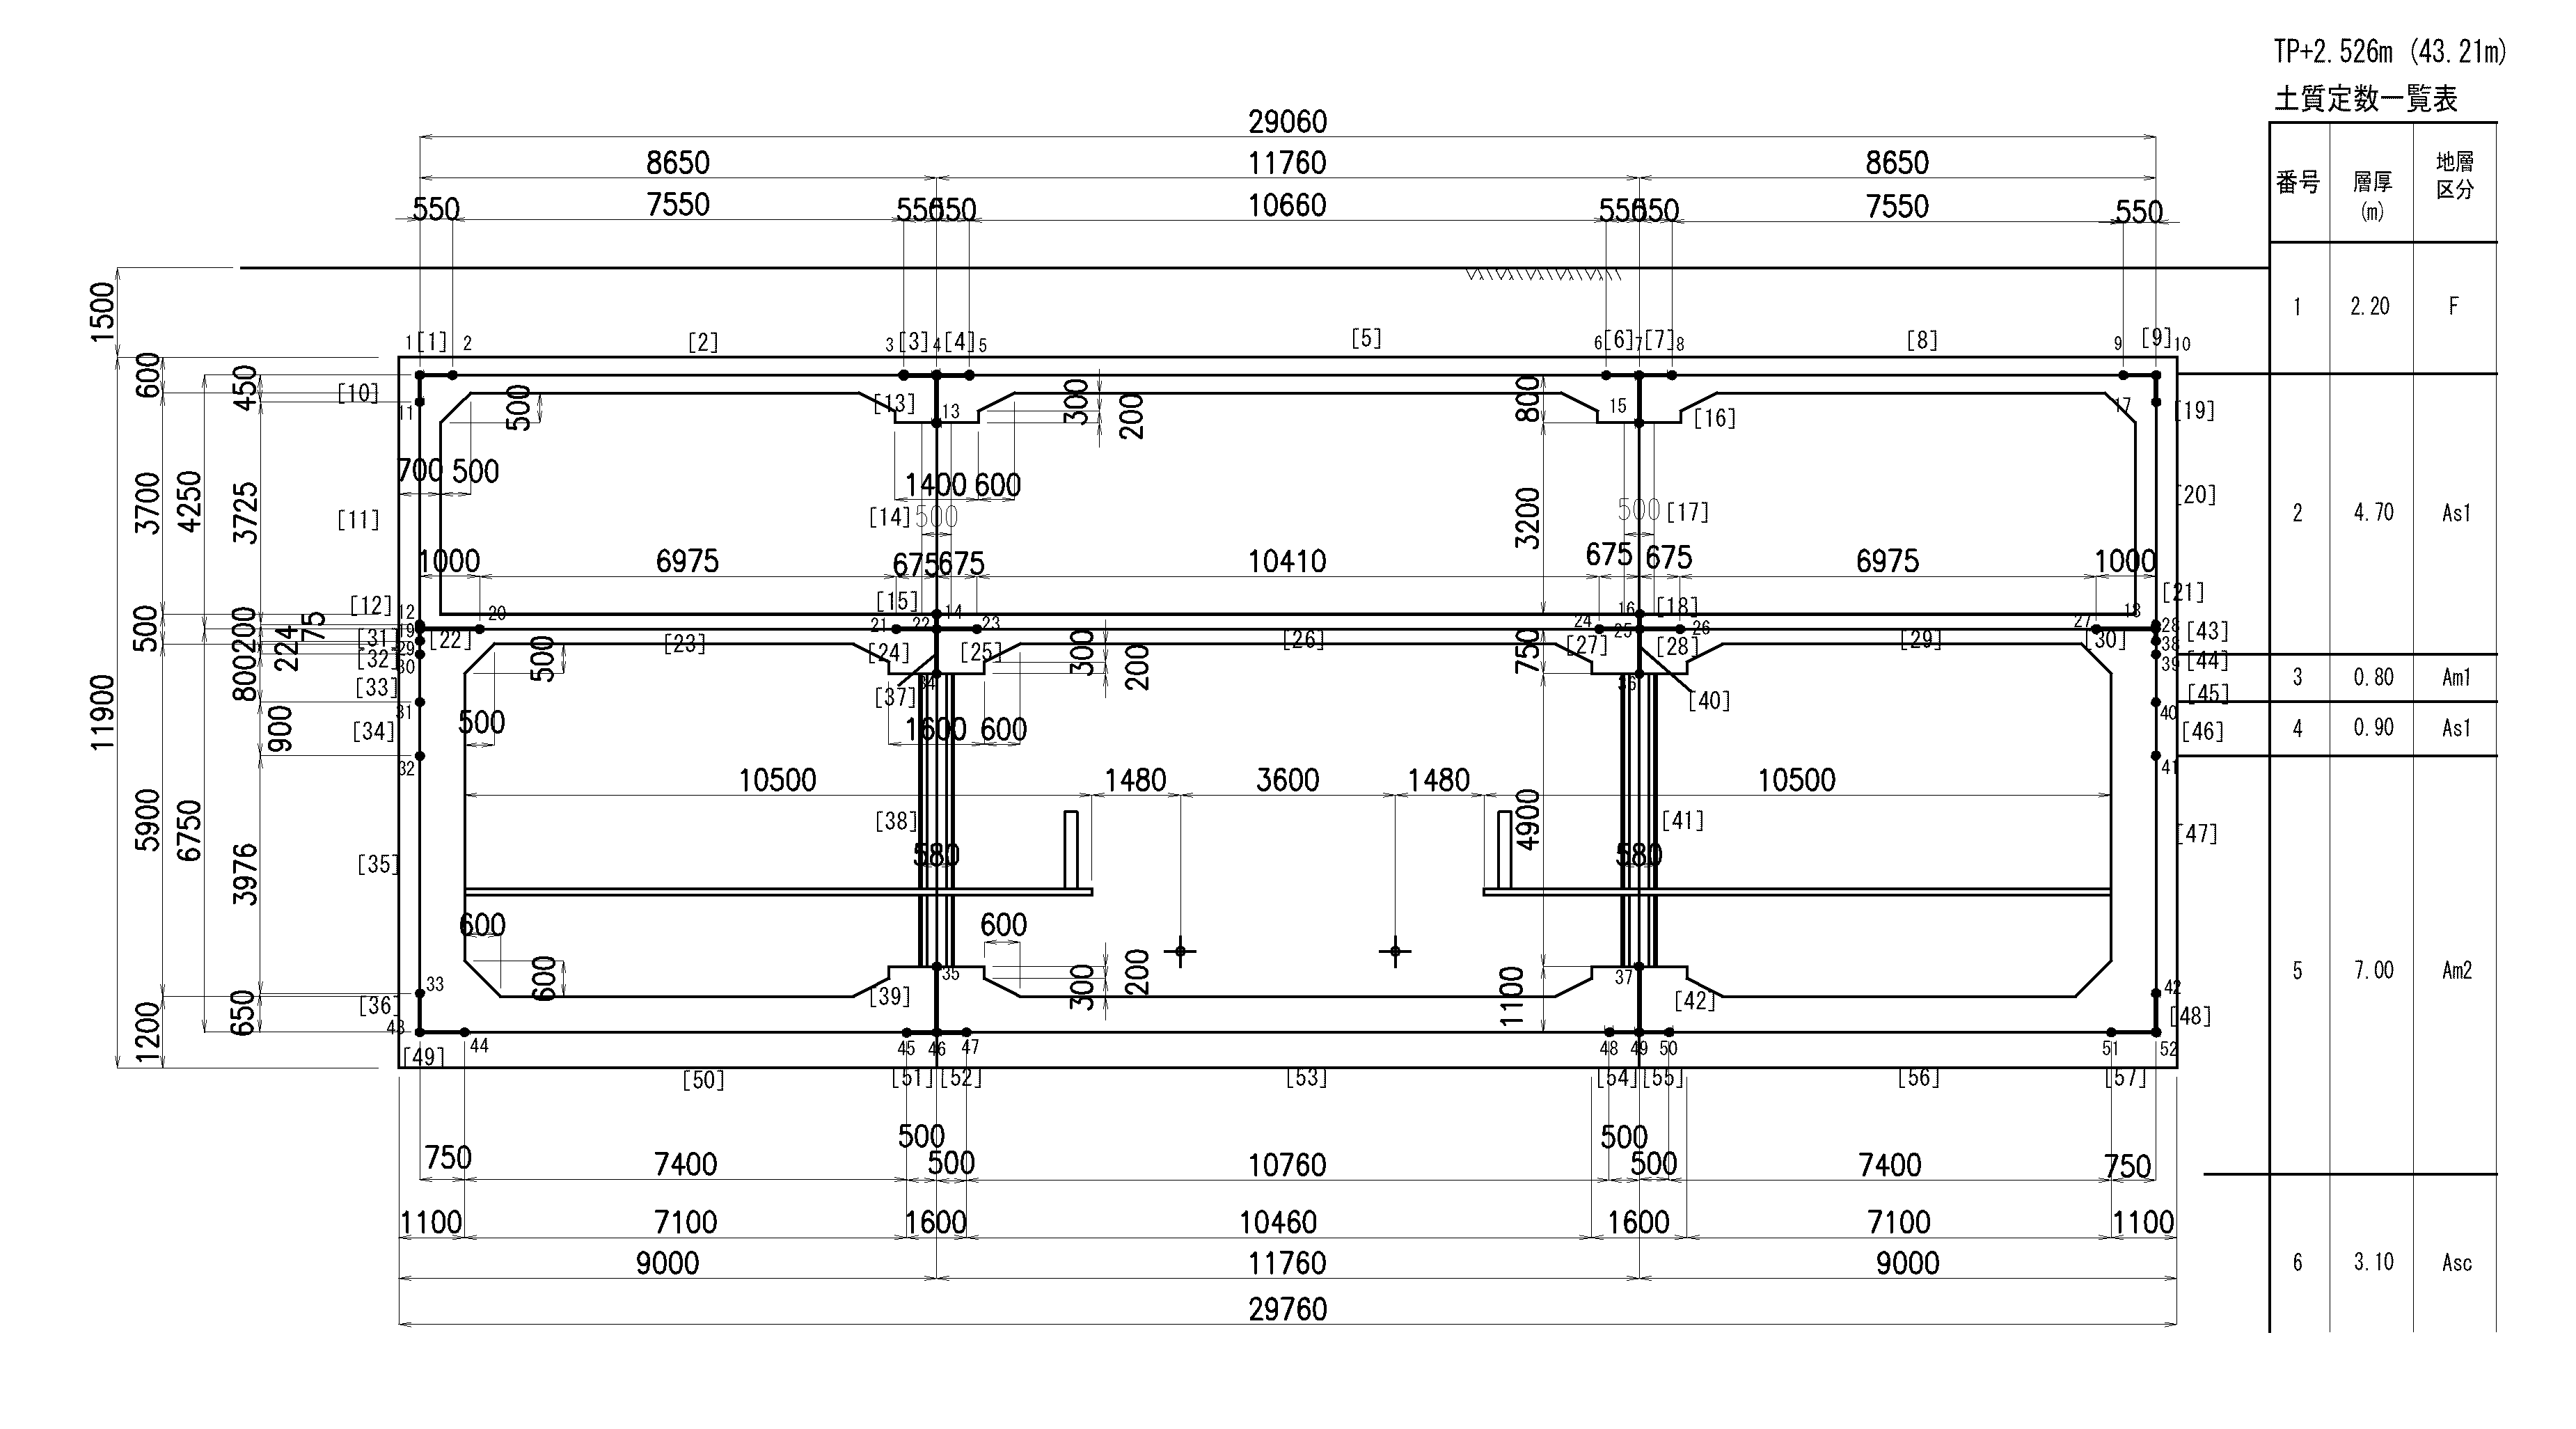 TP+2.526m (43.21m)
土質定数一覧表
番号 層厚(m) 地層区分
1 2.20 F
2 4.70 As1
3 0.80 Am1
4 0.90 As1
5 7.00 Am2
6 3.10 Asc
29060
8650 11760 8650
550 7550 550 550 10660 550 550 7550 550
1500
1 [1] 2 [2] 3 [3] 4 [4] 5 [5] 6 [6] 7 [7] 8 [8] 9 [9] 10
600 450 [10] 11 500 [13] 13 300 200 800 15 [16] 17 [19]
700 500 1400 600
3700 4250 3725 [11] [14] 500 3200 500 [17] [20]
1000 6975 675 675 10410 675 675 6975 1000
[12] 12 20 [15] 14 16 [18] 18 [21]
500 200 75 19 21 22 23 24 25 26 27 28
224 [31] 29 [22] [23] [24] [25] [26] [27] [28] [29] [30] 38 [43]
800 [32] 30 500 300 200 750 39 [44]
[33] 31 [37] 34 36 [40] 40 [45]
900 [34] 500 1600 600 [46]
32 41
11900
10500 1480 3600 1480 10500
5900 6750 3976 [35] [38] 580 4900 580 [41] [47]
600 600
33 600 35 300 200 37 42
1200 650 [36] [39] 1100 [42] [48]
43 44 45 46 47 48 49 50 51 52
[49] [50] [51] [52] [53] [54] [55] [56] [57]
500 500
750 7400 500 10760 500 7400 750
1100 7100 1600 10460 1600 7100 1100
9000 11760 9000
29760